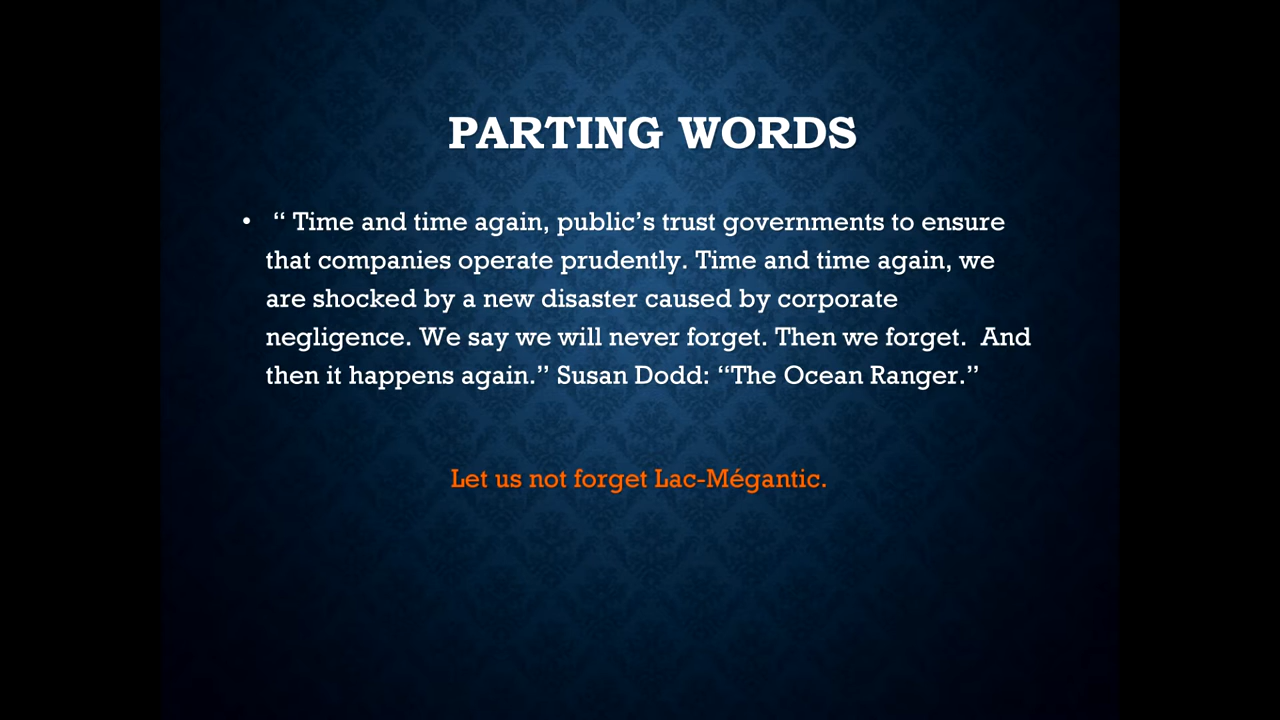 PARTING WORDS
• “ Time and time again, public’s trust governments to ensure
that companies operate prudently. Time and time again, we
are shocked by a new disaster caused by corporate
negligence. We say we will never forget. Then we forget.  And
then it happens again.” Susan Dodd: “The Ocean Ranger.”
Let us not forget Lac-Mégantic.